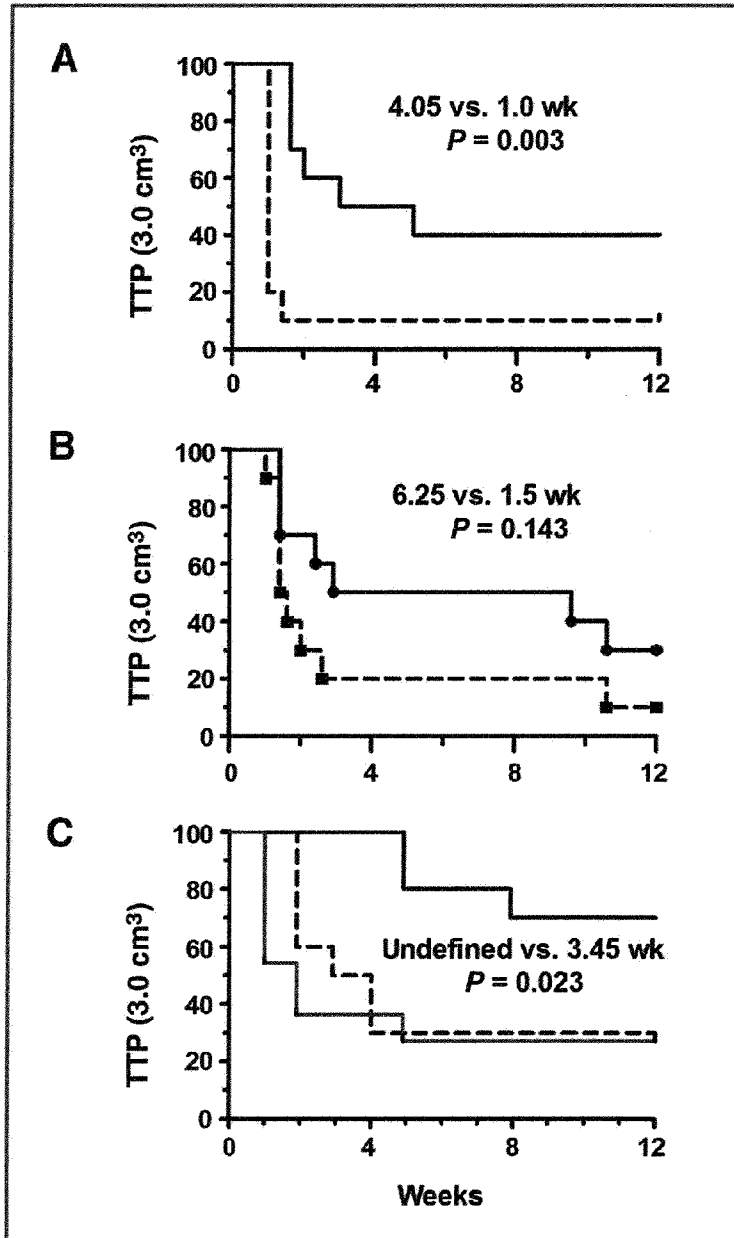 A
TTP (3.0 cm³)
100
80
60
40
20
0
4.05 vs. 1.0 wk
P = 0.003
0 4 8 12
B
TTP (3.0 cm³)
100
80
60
40
20
0
6.25 vs. 1.5 wk
P = 0.143
0 4 8 12
C
TTP (3.0 cm³)
100
80
60
40
20
0
Undefined vs. 3.45 wk
P = 0.023
0 4 8 12
Weeks